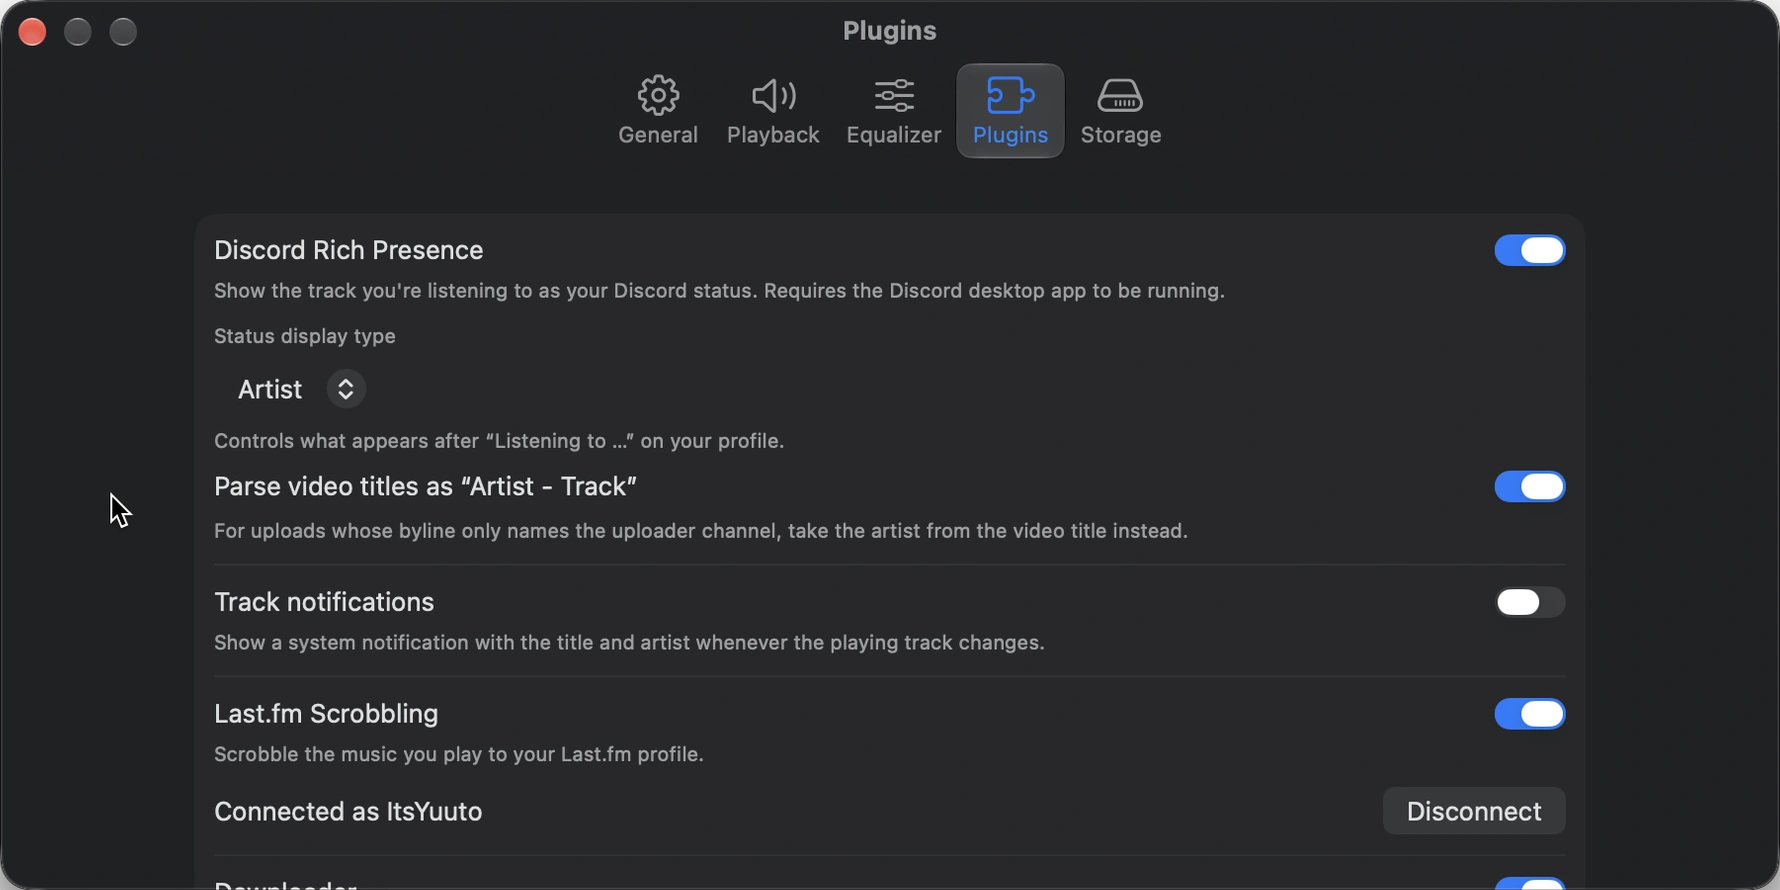 Plugins
General
Playback
Equalizer
Plugins
Storage
Discord Rich Presence
Show the track you're listening to as your Discord status. Requires the Discord desktop app to be running.
Status display type
Artist
Controls what appears after “Listening to ...” on your profile.
Parse video titles as “Artist - Track”
For uploads whose byline only names the uploader channel, take the artist from the video title instead.
Track notifications
Show a system notification with the title and artist whenever the playing track changes.
Last.fm Scrobbling
Scrobble the music you play to your Last.fm profile.
Connected as ItsYuuto
Disconnect